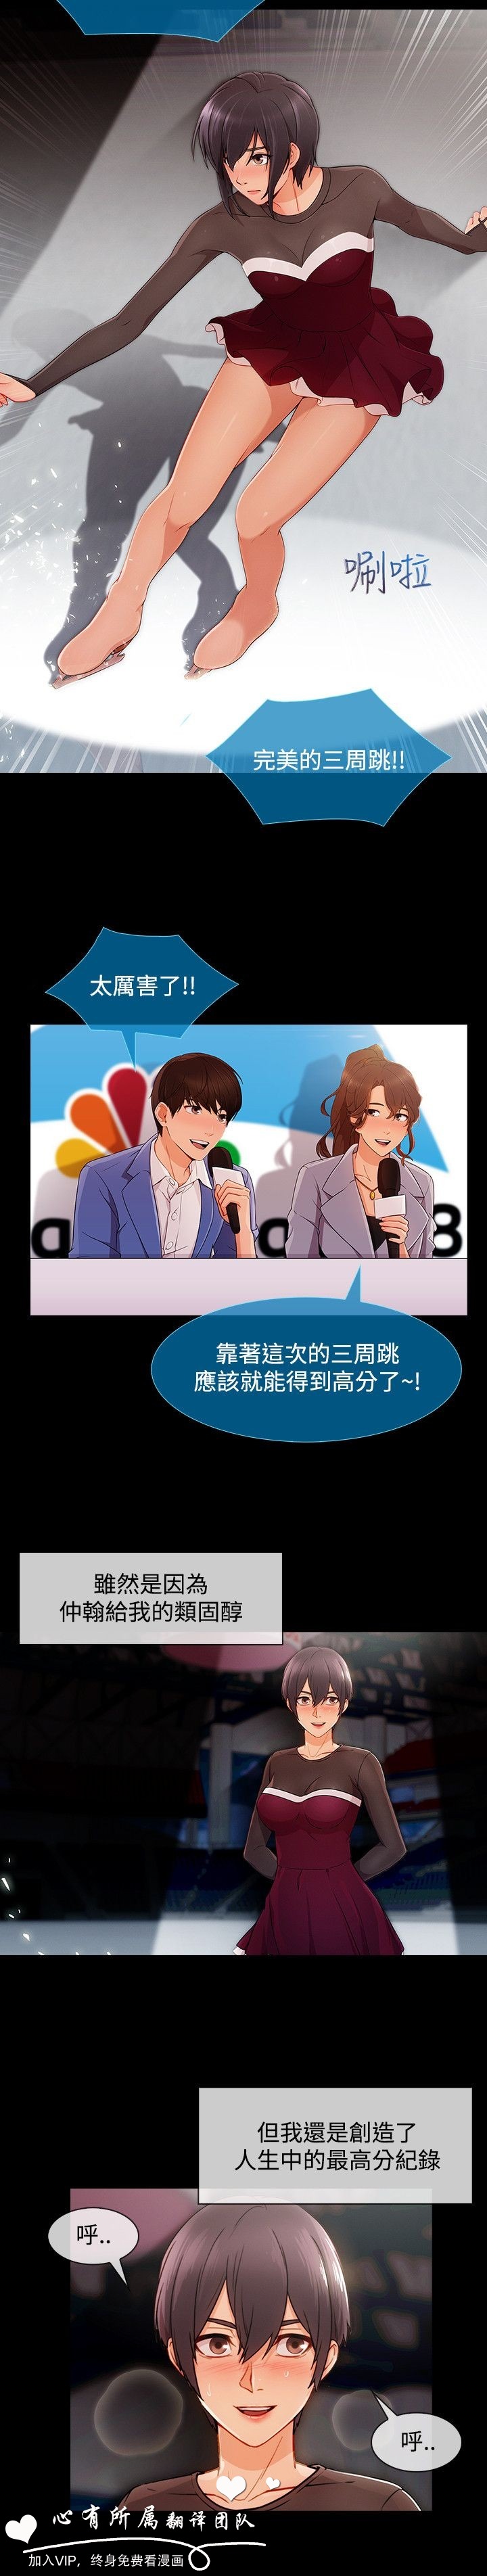 唰啦
完美的三周跳!!
太厲害了!!
a a 8
靠著這次的三周跳
應該就能得到高分了~!
雖然是因為
仲翰給我的類固醇
但我還是創造了
人生中的最高分紀錄
呼..
呼..
心有所属翻译团队
加入VIP，终身免费看漫画